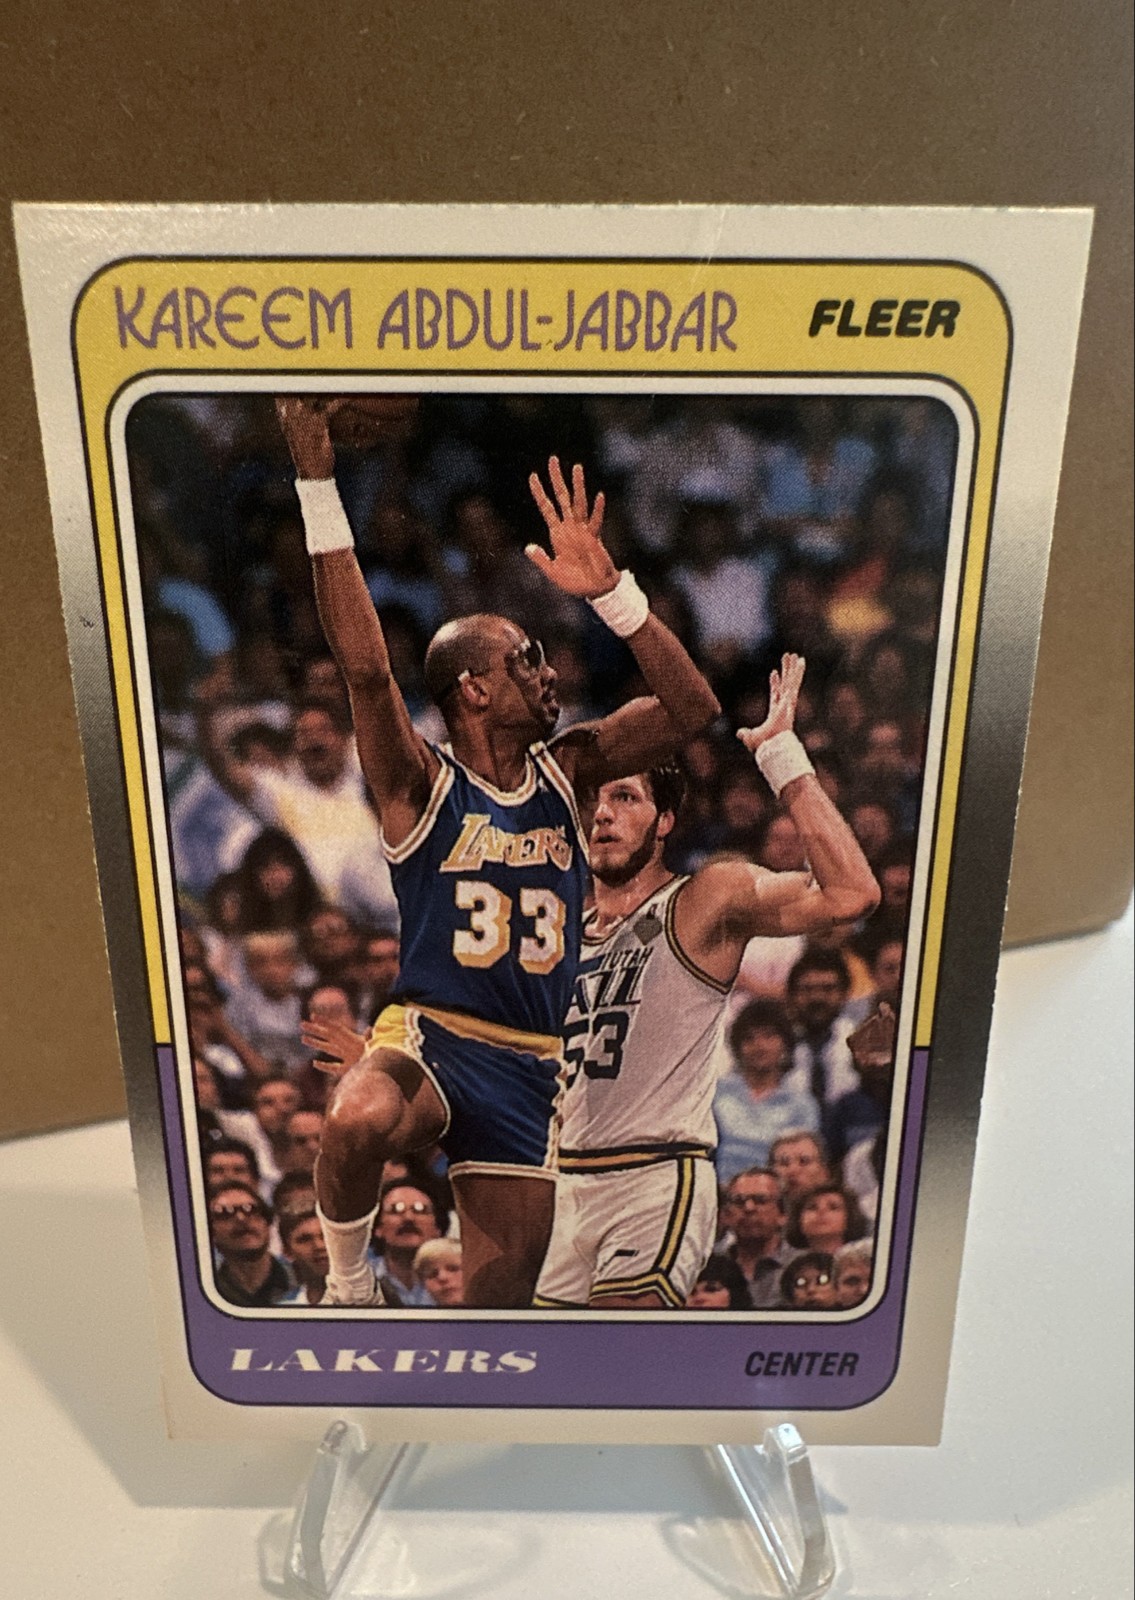 KAREEM ABDUL-JABBAR FLEER
LAKERS
33
UTAH
JAZZ
53
LAKERS CENTER